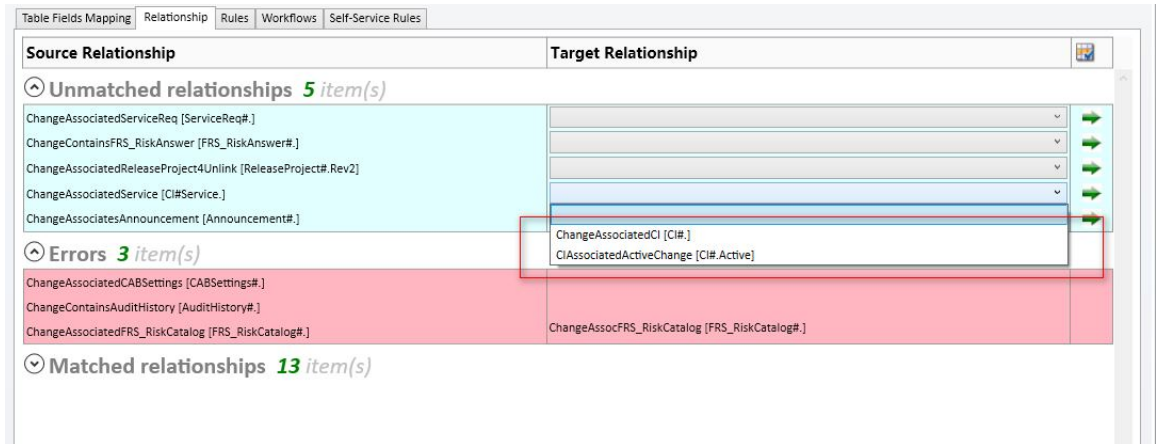 Table Fields Mapping Relationship Rules Workflows Self-Service Rules
Source Relationship Target Relationship
Unmatched relationships 5 item(s)
ChangeAssociatedServiceReq [ServiceReq#.]
ChangeContainsFRS_RiskAnswer [FRS_RiskAnswer#.]
ChangeAssociatedReleaseProject4Unlink [ReleaseProject#.Rev2]
ChangeAssociatedService [CI#Service.]
ChangeAssociatesAnnouncement [Announcement#.]
ChangeAssociatedCI [CI#.]
CIAssociatedActiveChange [CI#.Active]
Errors 3 item(s)
ChangeAssociatedCABSettings [CABSettings#.]
ChangeContainsAuditHistory [AuditHistory#.]
ChangeAssociatedFRS_RiskCatalog [FRS_RiskCatalog#.] ChangeAssocFRS_RiskCatalog [FRS_RiskCatalog#.]
Matched relationships 13 item(s)